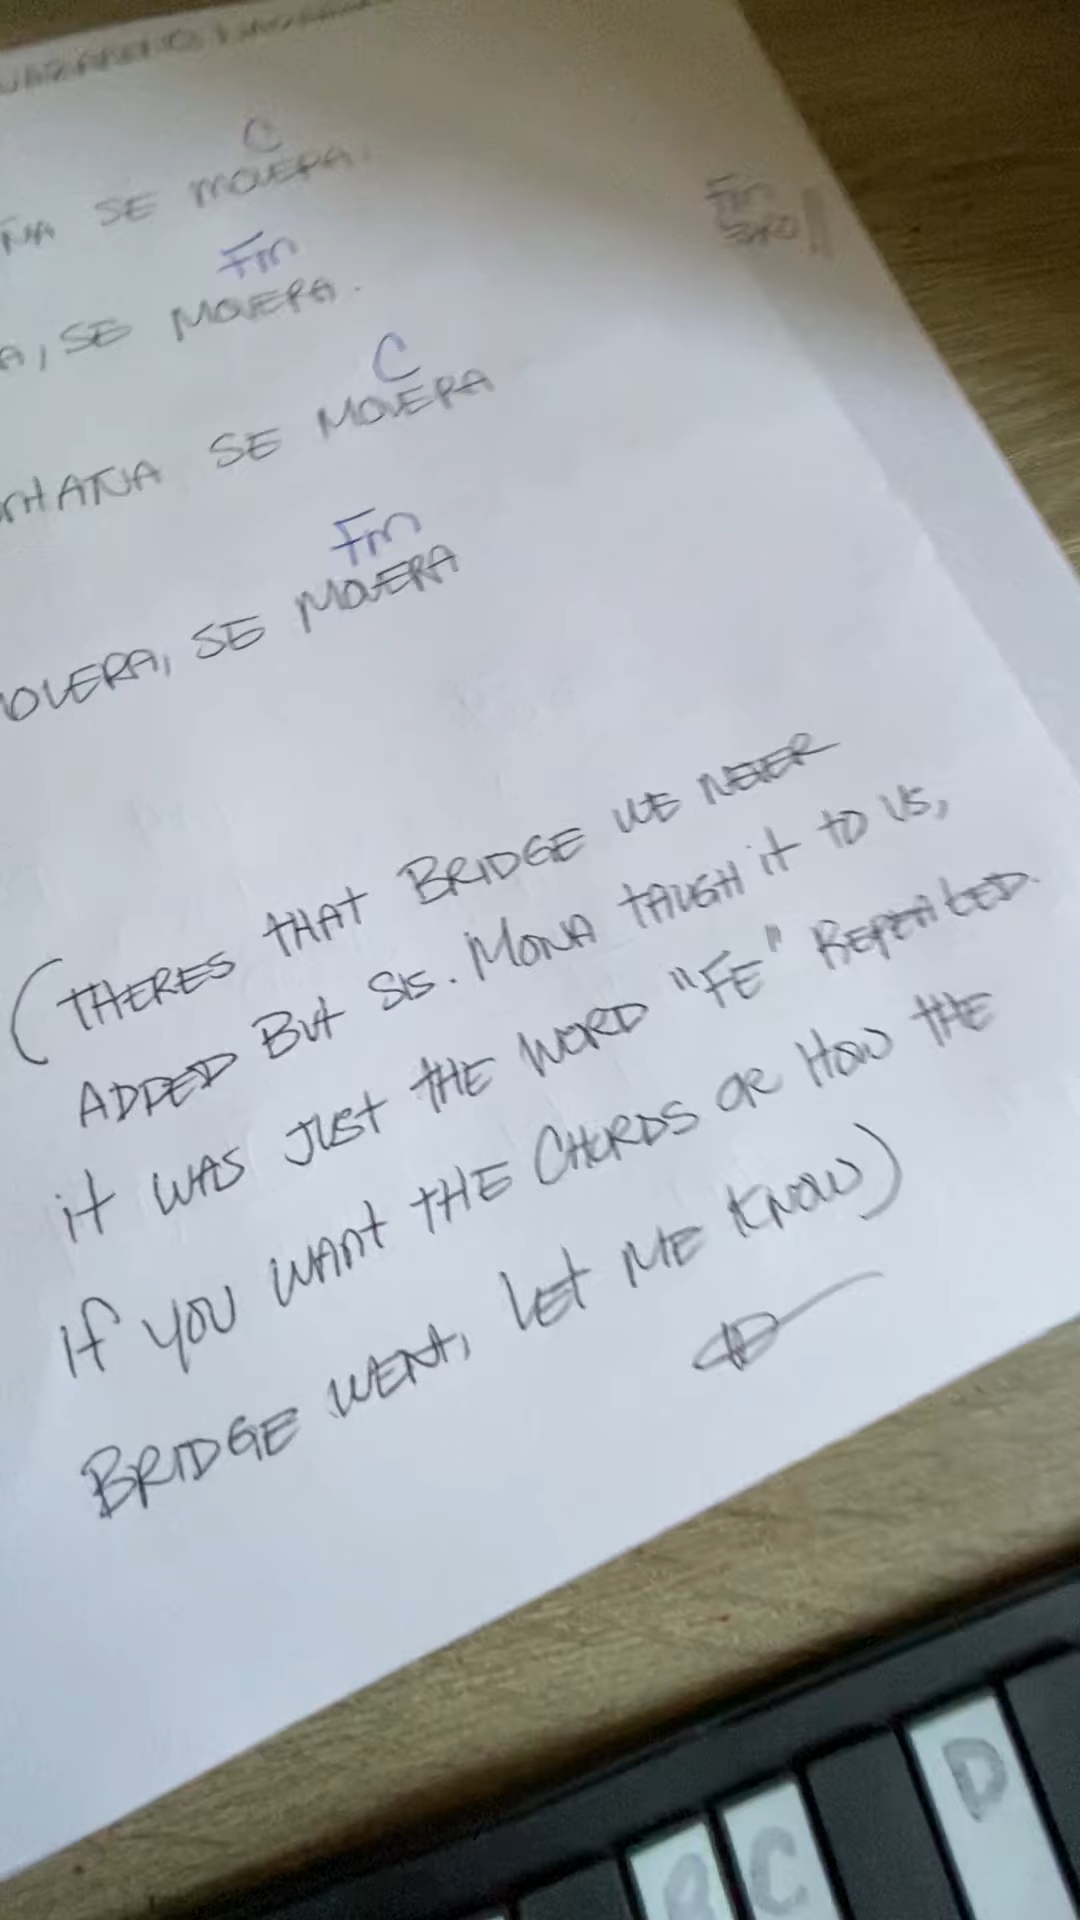 C
SE MOVERA.
Fm
, SE MOVERA.
C
SE MOVERA
Fm
SE MOVERA
Fm
(THERES THAT BRIDGE WE NEVER
ADDED BUT SIS. MONA TAUGH it TO US,
it WAS JUST THE WORD "FE" REPEATED.
IF YOU WANT THE CHORDS OR HOW THE
BRIDGE WENT, LET ME KNOW)
B C D